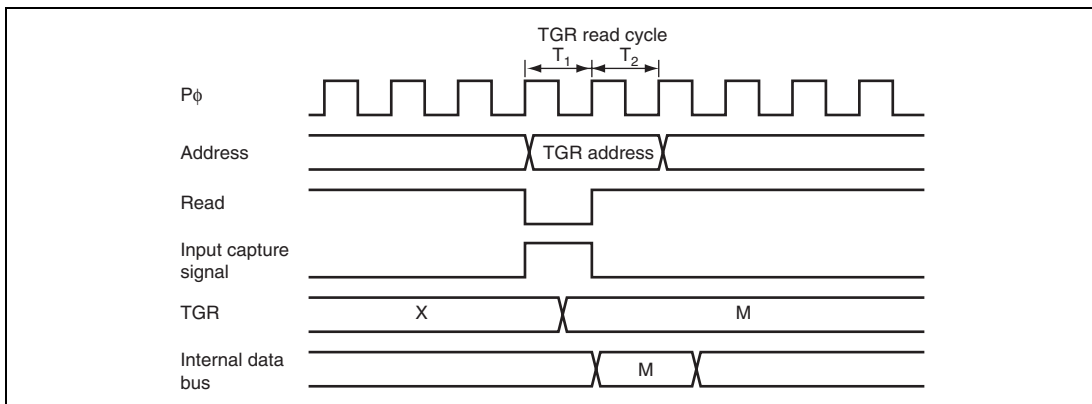 TGR read cycle
T1 T2
Pϕ
Address
TGR address
Read
Input capture
signal
TGR
X
M
Internal data
bus
M